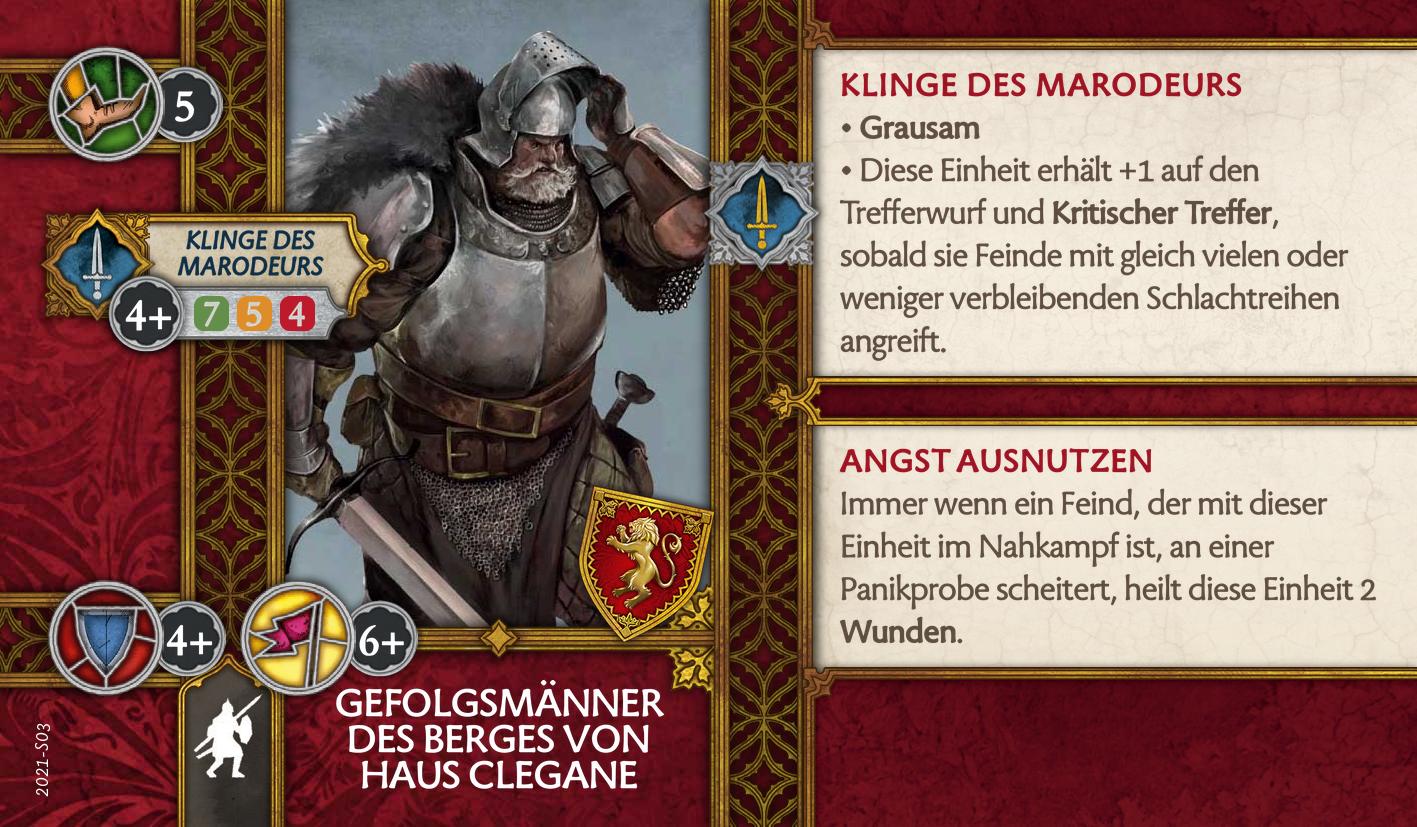 5
KLINGE DES
MARODEURS
4+ 7 5 4
4+ 6+
GEFOLGSMÄNNER
DES BERGES VON
HAUS CLEGANE
2021-S03
KLINGE DES MARODEURS
• Grausam
• Diese Einheit erhält +1 auf den
Trefferwurf und Kritischer Treffer,
sobald sie Feinde mit gleich vielen oder
weniger verbleibenden Schlachtreihen
angreift.
ANGST AUSNUTZEN
Immer wenn ein Feind, der mit dieser
Einheit im Nahkampf ist, an einer
Panikprobe scheitert, heilt diese Einheit 2
Wunden.